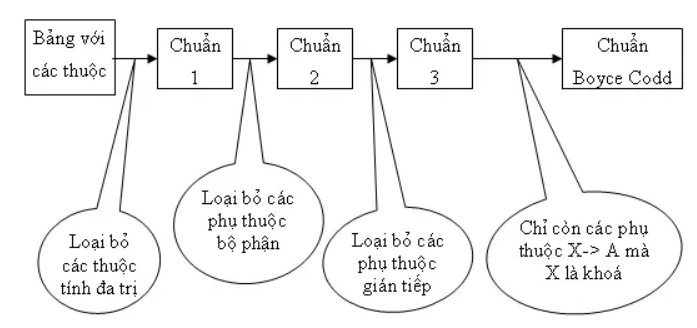 Bảng với
các thuộc
Chuẩn
1
Chuẩn
2
Chuẩn
3
Chuẩn
Boyce Codd
Loại bỏ
các thuộc
tính đa trị
Loại bỏ các
phụ thuộc
bộ phận
Loại bỏ các
phụ thuộc
gián tiếp
Chỉ còn các phụ
thuộc X-> A mà
X là khoá